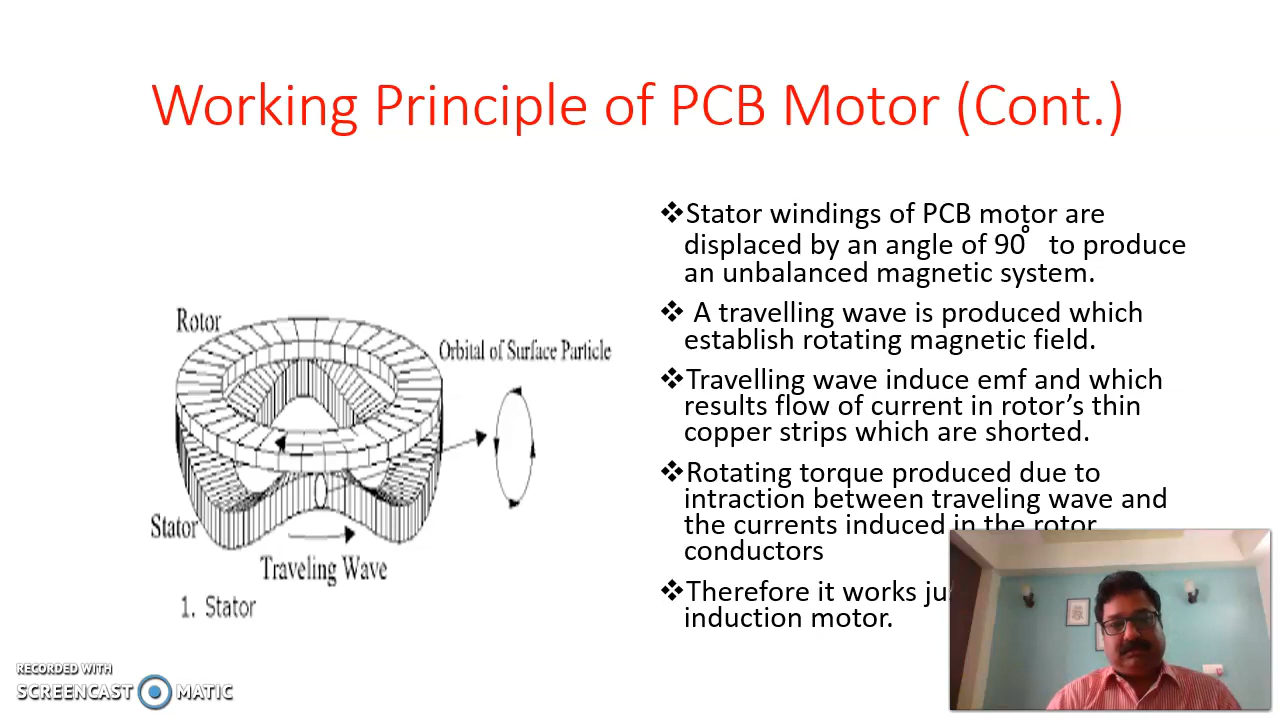 Working Principle of PCB Motor (Cont.)
❖Stator windings of PCB motor are
displaced by an angle of 90° to produce
an unbalanced magnetic system.
❖ A travelling wave is produced which
establish rotating magnetic field.
❖Travelling wave induce emf and which
results flow of current in rotor's thin
copper strips which are shorted.
❖Rotating torque produced due to
intraction between traveling wave and
the currents induced in the rotor
conductors
❖Therefore it works
induction motor.
Rotor
Orbital of Surface Particle
Stator
Traveling Wave
1. Stator
RECORDED WITH
SCREENCAST MATIC